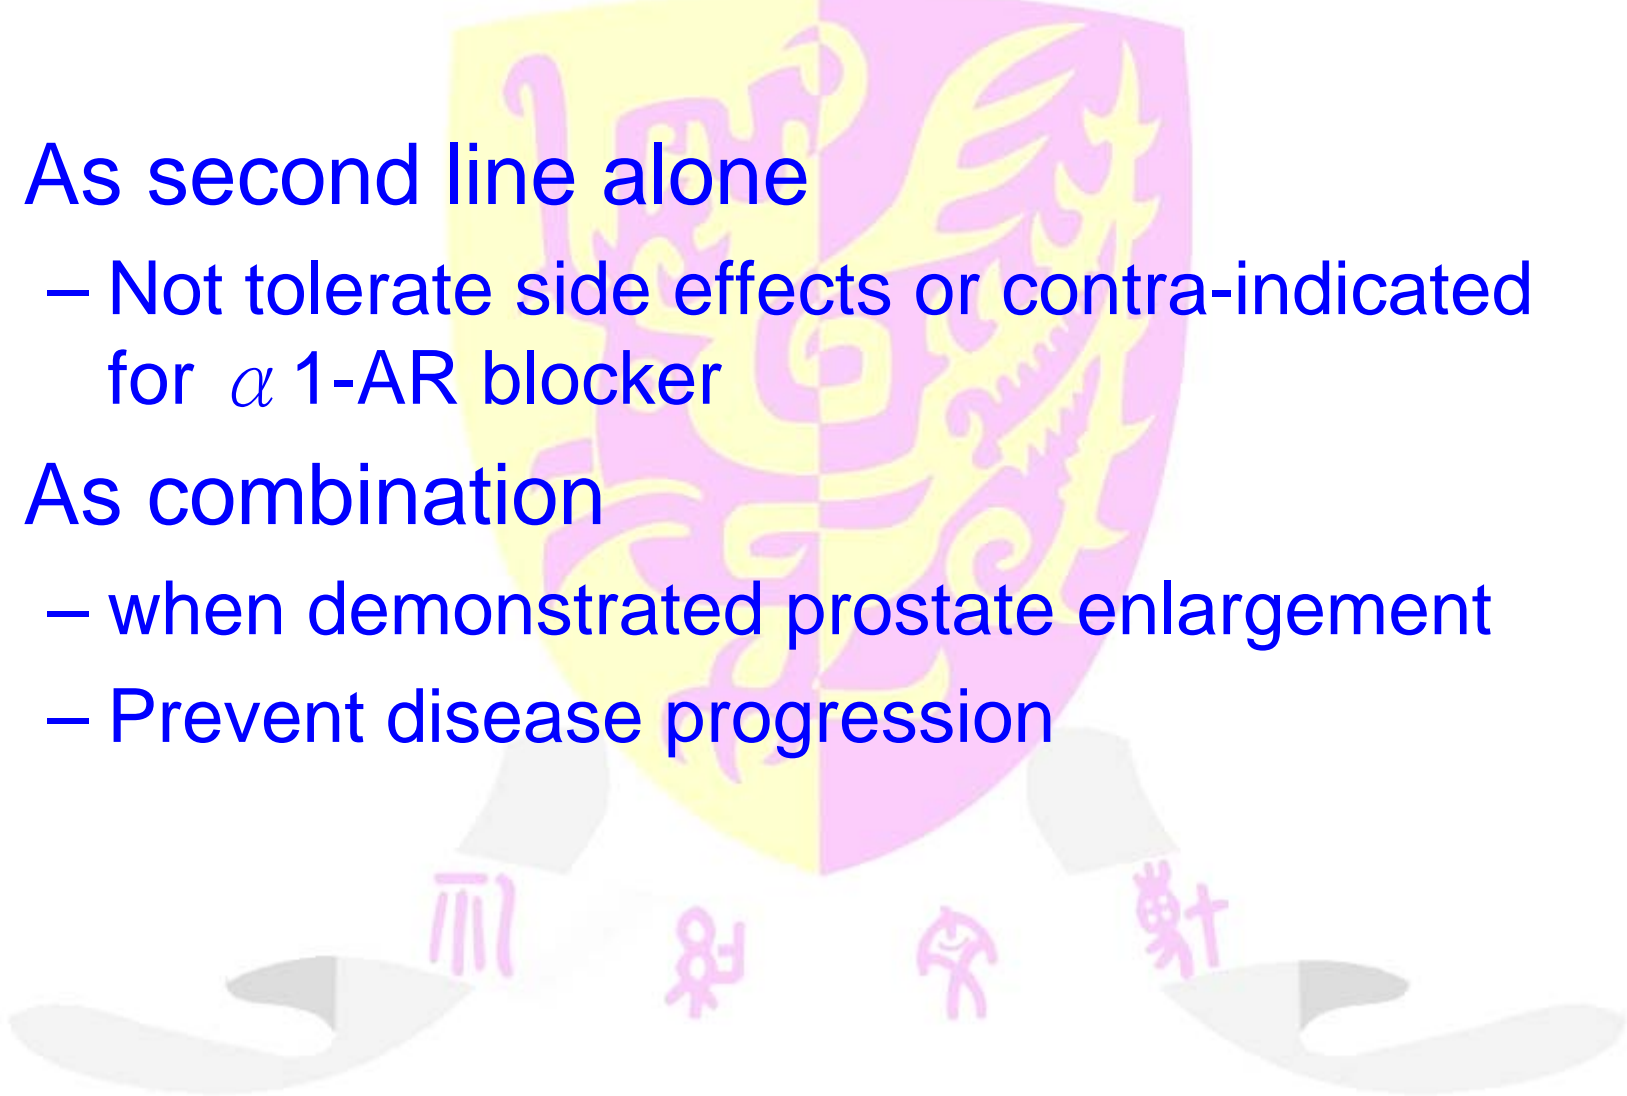 As second line alone
– Not tolerate side effects or contra-indicated
for α1-AR blocker
As combination
– when demonstrated prostate enlargement
– Prevent disease progression